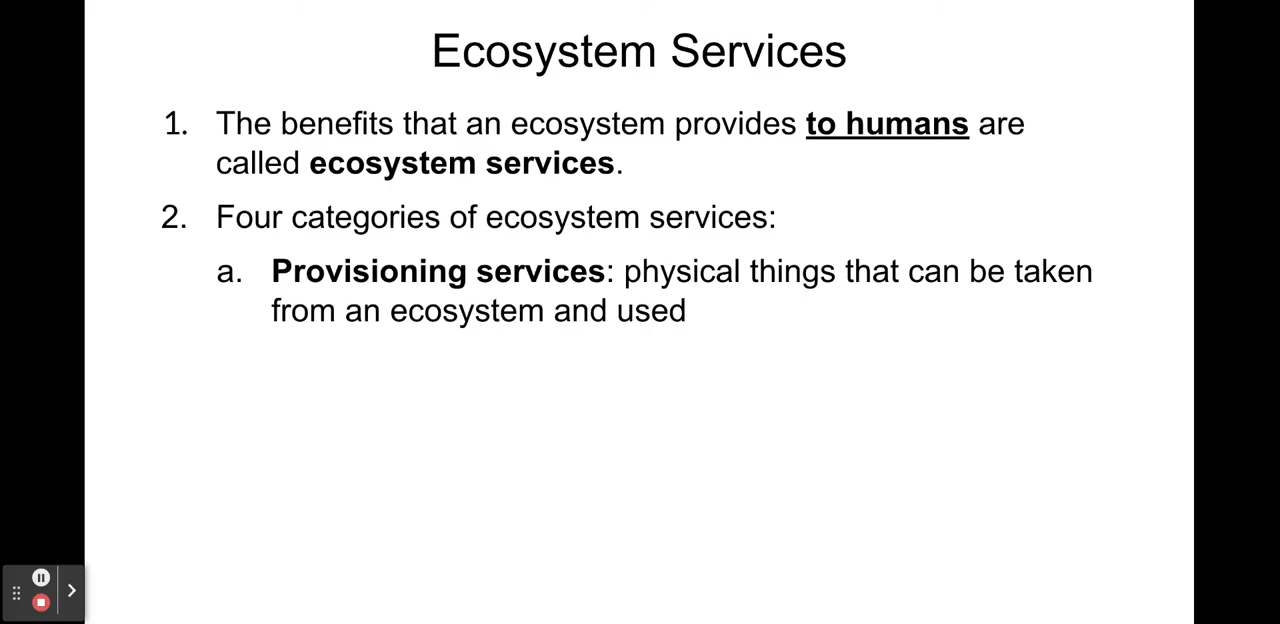 Ecosystem Services
1. The benefits that an ecosystem provides to humans are
called ecosystem services.
2. Four categories of ecosystem services:
a. Provisioning services: physical things that can be taken
from an ecosystem and used